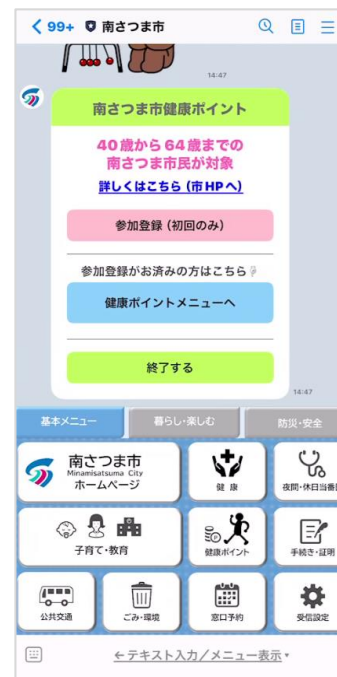 99+ 南さつま市
14:47
南さつま市健康ポイント
40歳から64歳までの
南さつま市民が対象
詳しくはこちら(市HPへ)
参加登録(初回のみ)
参加登録がお済みの方はこちら
健康ポイントメニューへ
終了する
14:47
基本メニュー 暮らし・楽しむ 防災・安全
南さつま市
Minamisatsuma City
ホームページ
健 康
夜間・休日当番医
子育て・教育
健康ポイント
手続き・証明
公共交通
ごみ・環境
窓口予約
受信設定
←テキスト入力/メニュー表示▾